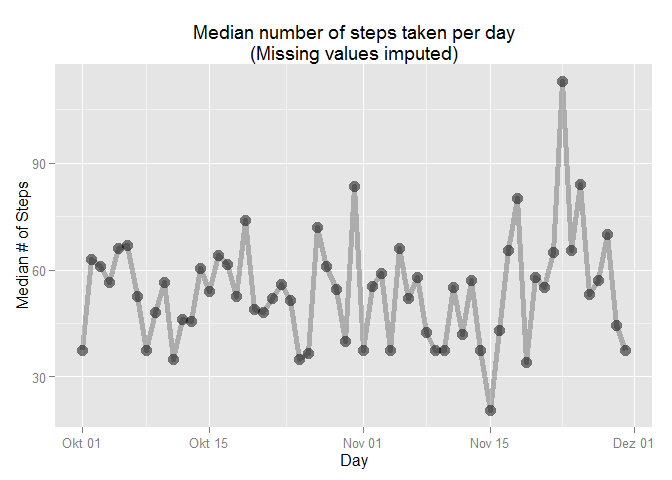 Median number of steps taken per day
(Missing values imputed)
Median # of Steps
90
60
30
Okt 01
Okt 15
Nov 01
Nov 15
Dez 01
Day